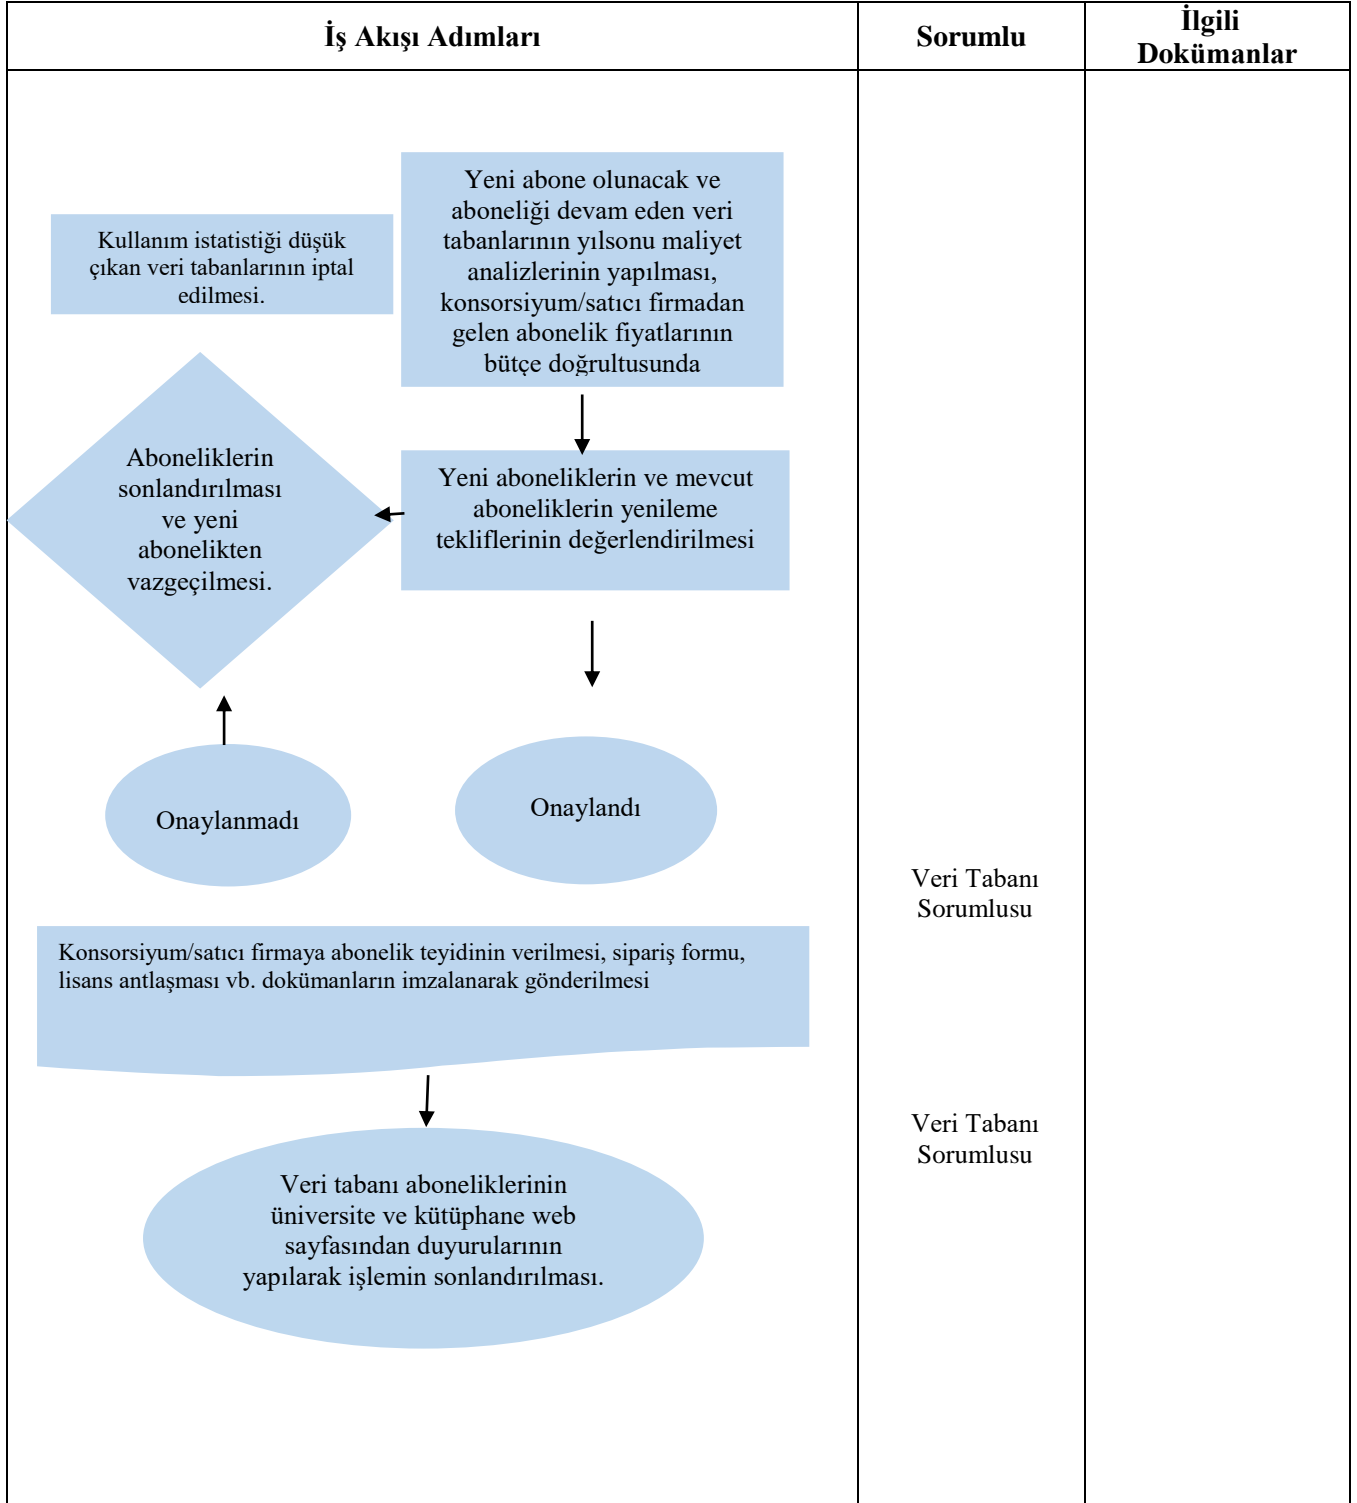 İş Akışı Adımları
Sorumlu
İlgili
Dokümanlar
Kullanım istatistiği düşük
çıkan veri tabanlarının iptal
edilmesi.
Yeni abone olunacak ve
aboneliği devam eden veri
tabanlarının yılsonu maliyet
analizlerinin yapılması,
konsorsiyum/satıcı firmadan
gelen abonelik fiyatlarının
bütçe doğrultusunda
Aboneliklerin
sonlandırılması
ve yeni
abonelikten
vazgeçilmesi.
Yeni aboneliklerin ve mevcut
aboneliklerin yenileme
tekliflerinin değerlendirilmesi
Onaylanmadı
Onaylandı
Veri Tabanı
Sorumlusu
Konsorsiyum/satıcı firmaya abonelik teyidinin verilmesi, sipariş formu,
lisans antlaşması vb. dokümanların imzalanarak gönderilmesi
Veri Tabanı
Sorumlusu
Veri tabanı aboneliklerinin
üniversite ve kütüphane web
sayfasından duyurularının
yapılarak işlemin sonlandırılması.